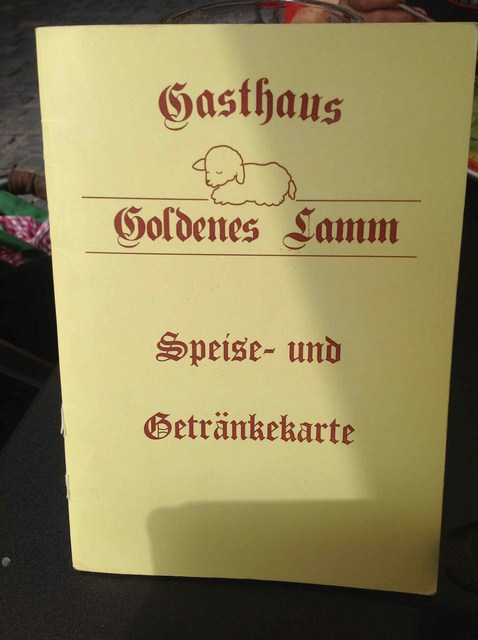 Gasthaus
Goldenes Lamm
Speise- und
Getränkekarte